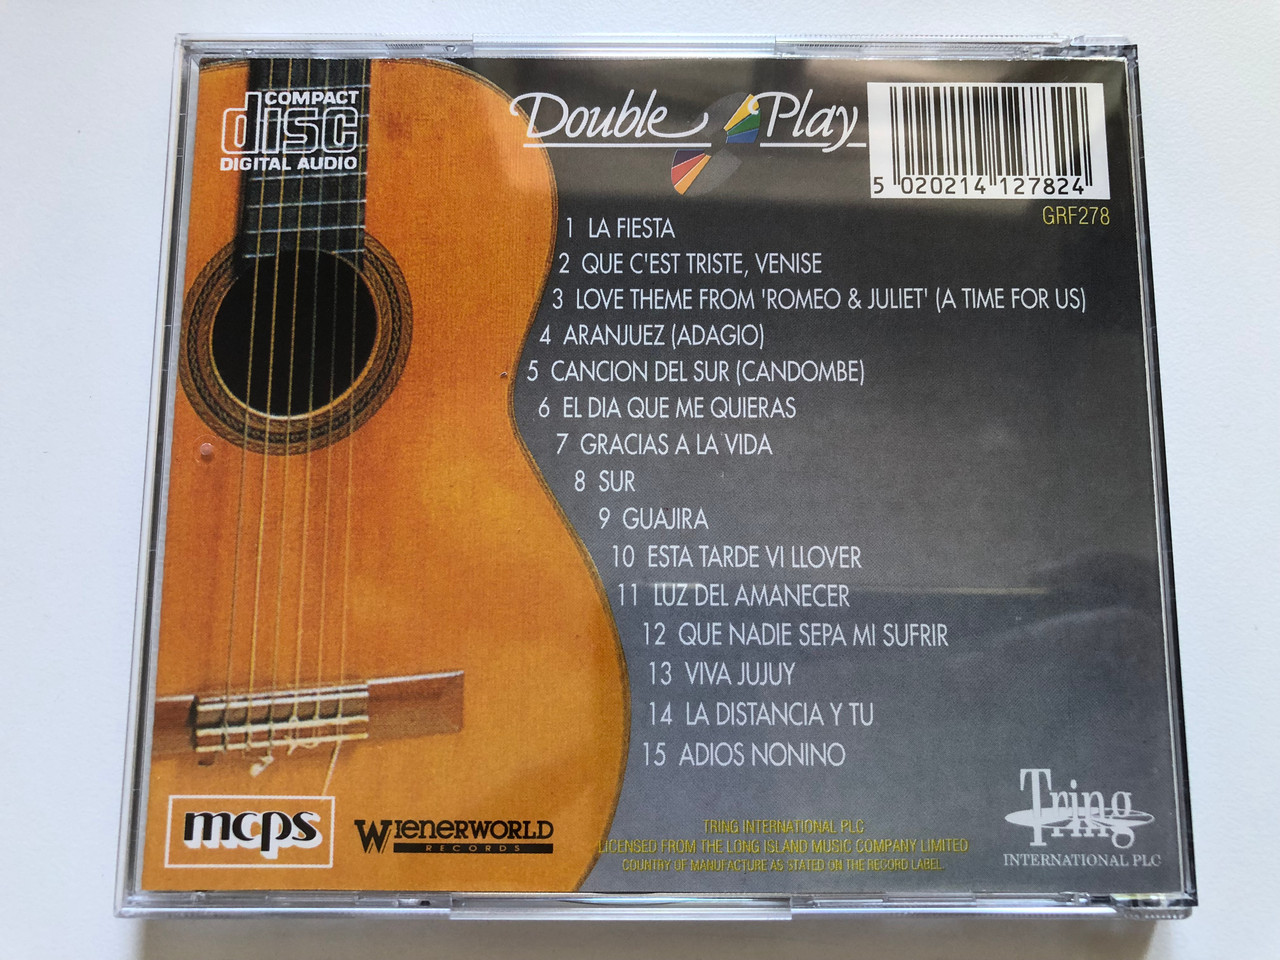 COMPACT
disc
DIGITAL AUDIO
Double Play
5 020214 127824
GRF278
1 LA FIESTA
2 QUE C'EST TRISTE, VENISE
3 LOVE THEME FROM 'ROMEO & JULIET' (A TIME FOR US)
4 ARANJUEZ (ADAGIO)
5 CANCION DEL SUR (CANDOMBE)
6 EL DIA QUE ME QUIERAS
7 GRACIAS A LA VIDA
8 SUR
9 GUAJIRA
10 ESTA TARDE VI LLOVER
11 LUZ DEL AMANECER
12 QUE NADIE SEPA MI SUFRIR
13 VIVA JUJUY
14 LA DISTANCIA Y TU
15 ADIOS NONINO
mcps
WIENERWORLD
RECORDS
TRING INTERNATIONAL PLC
LICENSED FROM THE LONG ISLAND MUSIC COMPANY LIMITED
COUNTRY OF MANUFACTURE AS STATED ON THE RECORD LABEL.
Tring
INTERNATIONAL PLC